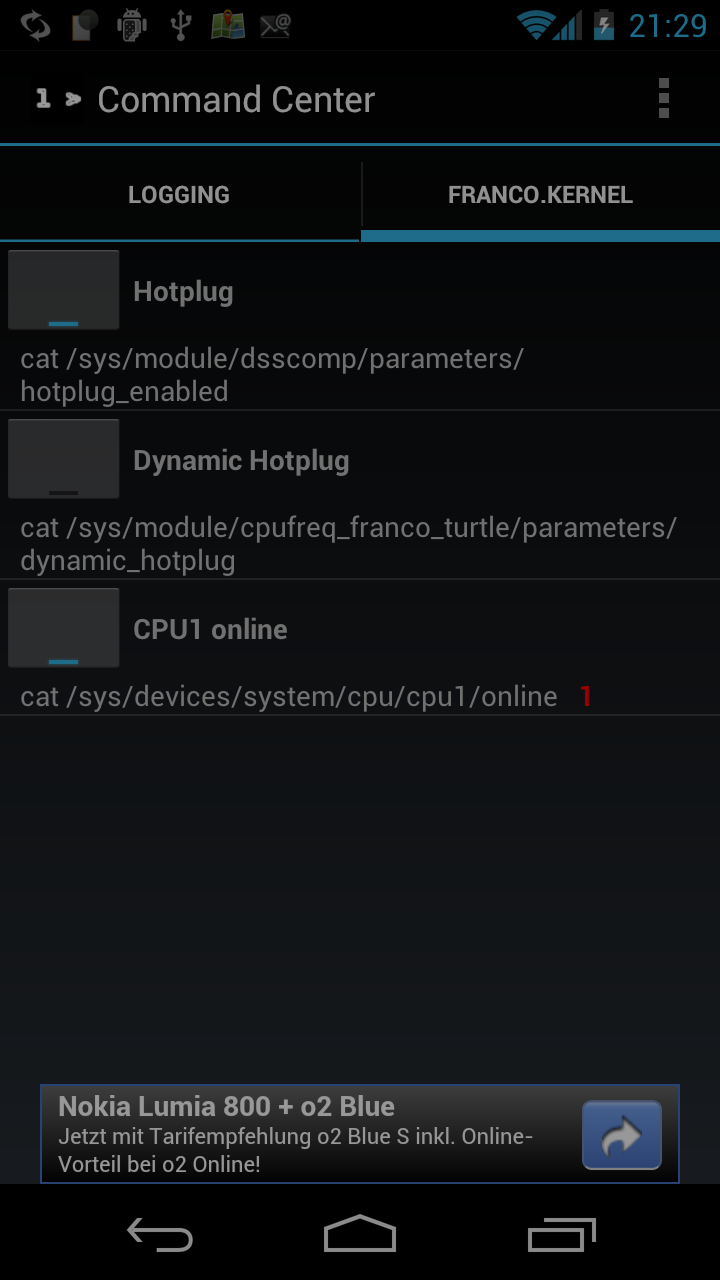 21:29
1 > Command Center
LOGGING
FRANCO.KERNEL
Hotplug
cat /sys/module/dsscomp/parameters/
hotplug_enabled
Dynamic Hotplug
cat /sys/module/cpufreq_franco_turtle/parameters/
dynamic_hotplug
CPU1 online
cat /sys/devices/system/cpu/cpu1/online 1
Nokia Lumia 800 + o2 Blue
Jetzt mit Tarifempfehlung o2 Blue S inkl. Online-
Vorteil bei o2 Online!